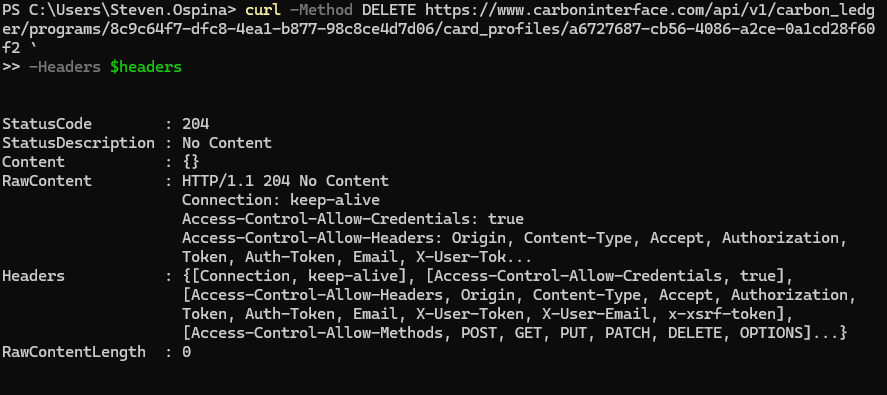 PS C:\Users\Steven.Ospina> curl -Method DELETE https://www.carboninterface.com/api/v1/carbon_ledg
er/programs/8c9c64f7-dfc8-4ea1-b877-98c8ce4d7d06/card_profiles/a6727687-cb56-4086-a2ce-0a1cd28f60
f2 `
>> -Headers $headers
StatusCode        : 204
StatusDescription : No Content
Content           : {}
RawContent        : HTTP/1.1 204 No Content
                    Connection: keep-alive
                    Access-Control-Allow-Credentials: true
                    Access-Control-Allow-Headers: Origin, Content-Type, Accept, Authorization,
                    Token, Auth-Token, Email, X-User-Tok...
Headers           : {[Connection, keep-alive], [Access-Control-Allow-Credentials, true],
                    [Access-Control-Allow-Headers, Origin, Content-Type, Accept, Authorization,
                    Token, Auth-Token, Email, X-User-Token, X-User-Email, x-xsrf-token],
                    [Access-Control-Allow-Methods, POST, GET, PUT, PATCH, DELETE, OPTIONS]...}
RawContentLength  : 0